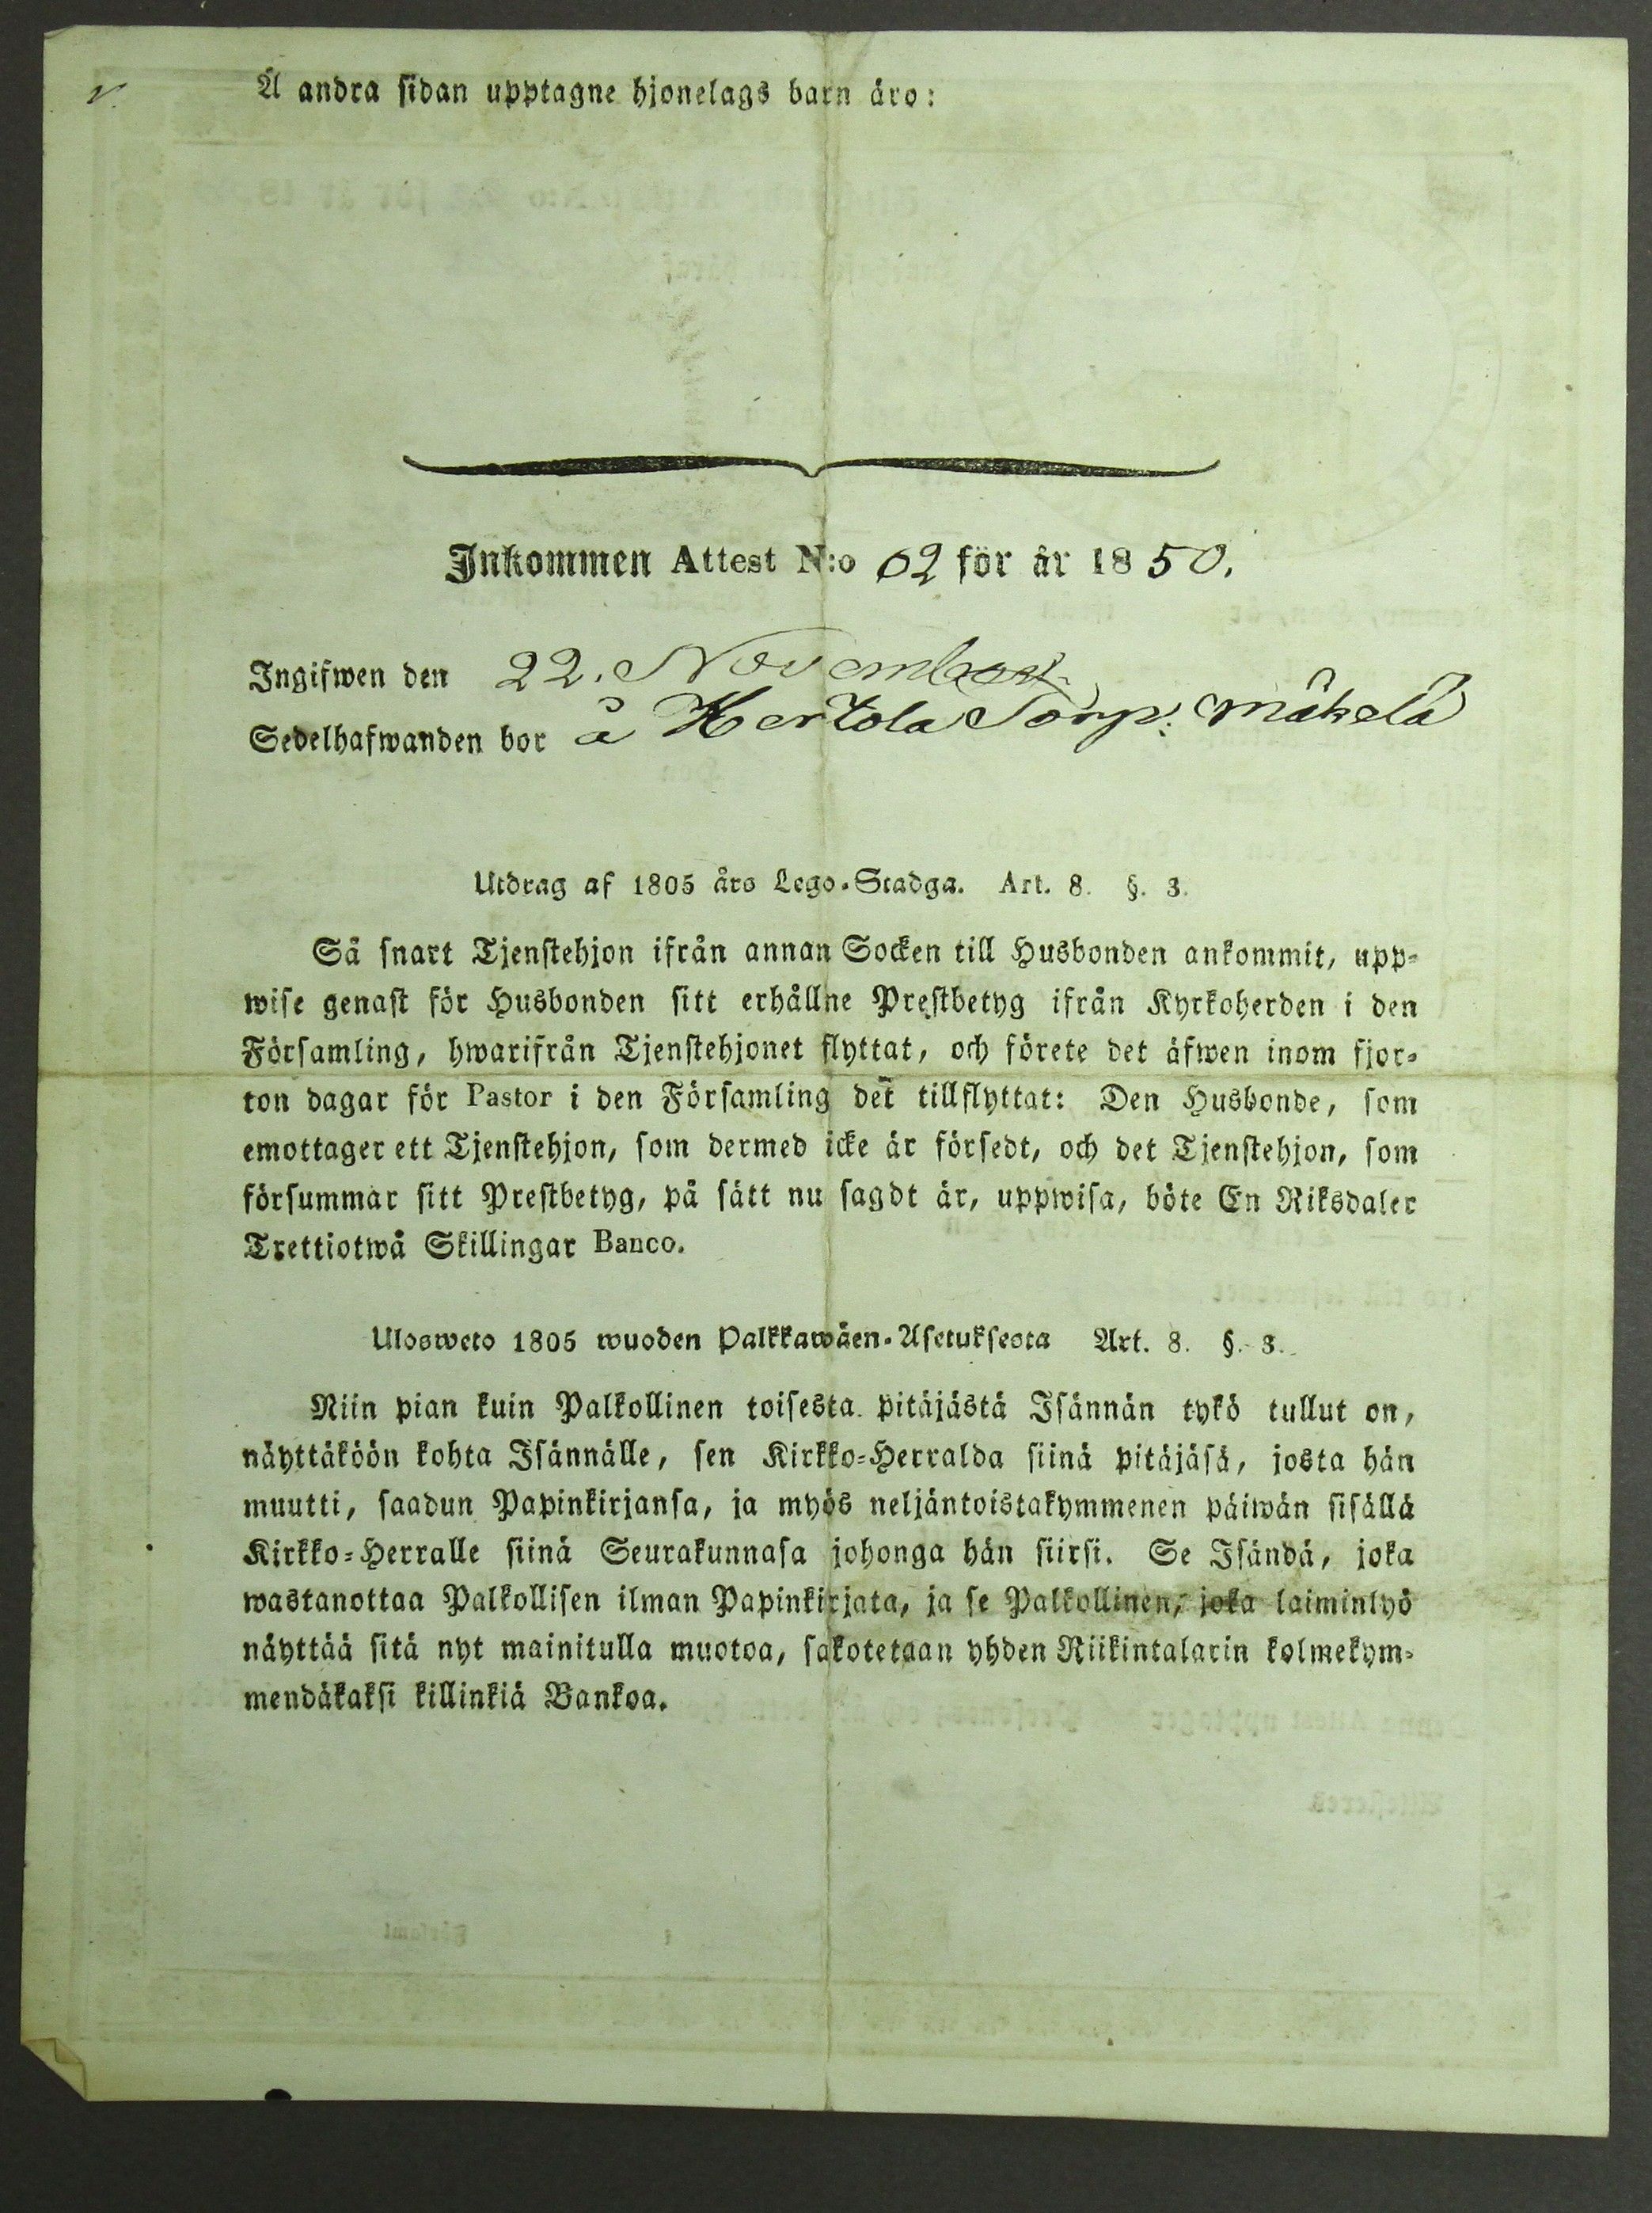 Å andra sidan upptagne hjonelags barn äro:
Inkommen Attest N:o 62 för år 1850.
Ingifwen den 22. November
Sedelhafwanden bor å Hertola Torp: Mäkelä
Utdrag af 1805 års Lego-Stadga. Art. 8. §. 3.
Så snart Tjenstehjon ifrån annan Socken till Husbonden ankommit, upp-
wise genast för Husbonden sitt erhållne Prestbetyg ifrån Kyrkoherden i den
Församling, hwarifrån Tjenstehjonet flyttat, och förete det äfwen inom fjor-
ton dagar för Pastor i den Församling det tillflyttat: Den Husbonde, som
emottager ett Tjenstehjon, som dermed icke är försedt, och det Tjenstehjon, som
försummar sitt Prestbetyg, på sätt nu sagdt är, uppwisa, böte En Riksdaler
Trettiotwå Skillingar Banco.
Ulosweto 1805 wuoden Palkkawäen-Asetuksesta Art. 8. §. 3.
Niin pian kuin Palkollinen toisesta pitäjästä Isännän tykö tullut on,
näyttäköön kohta Isännälle, sen Kirkko-Herralda siinä pitäjäsä, josta hän
muutti, saadun Papinkirjansa, ja myös neljäntoistakymmenen päiwän sisällä
Kirkko-Herralle siinä Seurakunnasa johonga hän siirsi. Se Isändä, joka
wastanottaa Palkollisen ilman Papinkirjata, ja se Palkollinen, joka laiminlyö
näyttää sitä nyt mainitulla muotoa, sakotetaan yhden Riikintalarin kolmekym-
mendäkaksi killinkiä Bankoa.